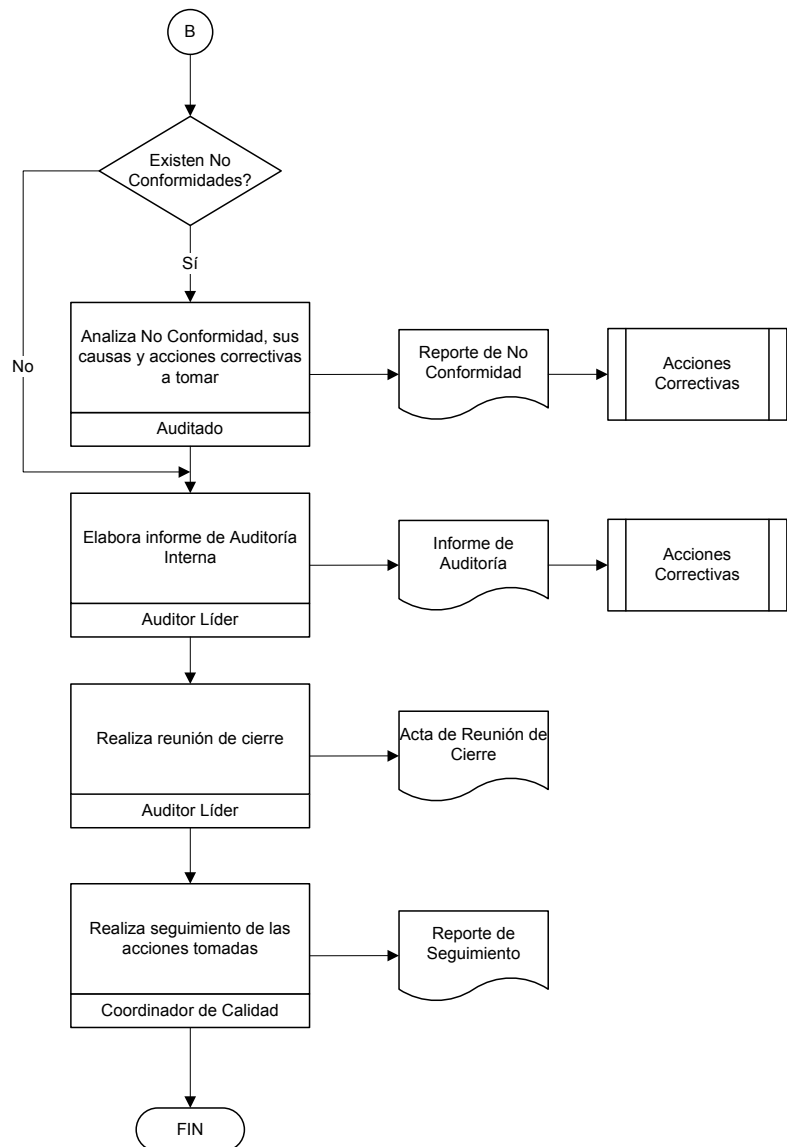 B
Existen No
Conformidades?
Sí
No
Analiza No Conformidad, sus
causas y acciones correctivas
a tomar
Auditado
Reporte de No
Conformidad
Acciones
Correctivas
Elabora informe de Auditoría
Interna
Auditor Líder
Informe de
Auditoría
Acciones
Correctivas
Realiza reunión de cierre
Auditor Líder
Acta de Reunión de
Cierre
Realiza seguimiento de las
acciones tomadas
Coordinador de Calidad
Reporte de
Seguimiento
FIN